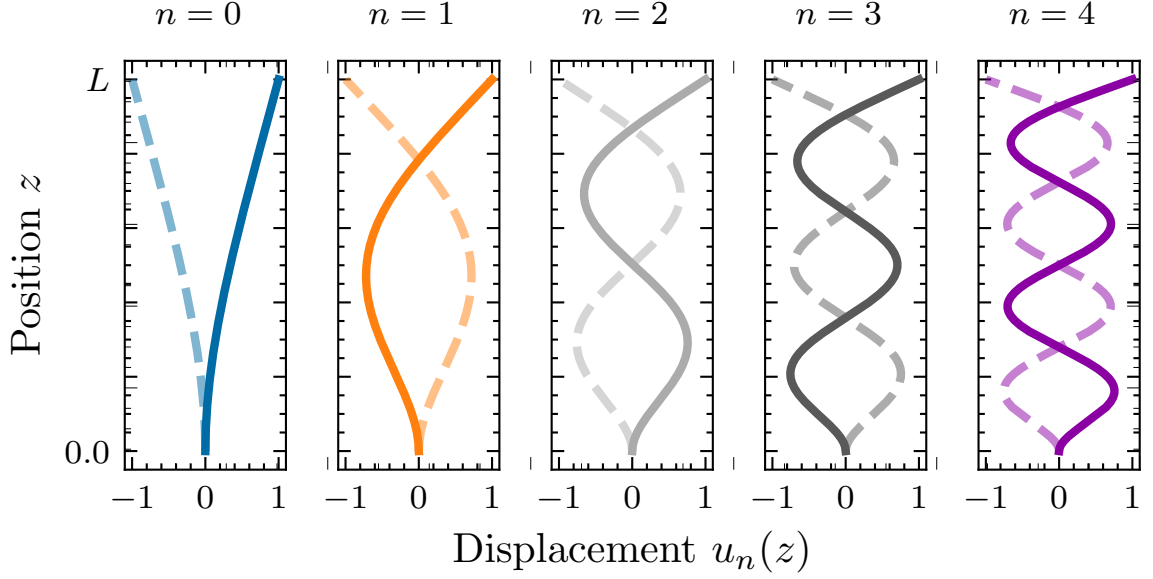 n = 0 n = 1 n = 2 n = 3 n = 4
L
Position z
0.0
−1 0 1 −1 0 1 −1 0 1 −1 0 1 −1 0 1
Displacement uₙ(z)